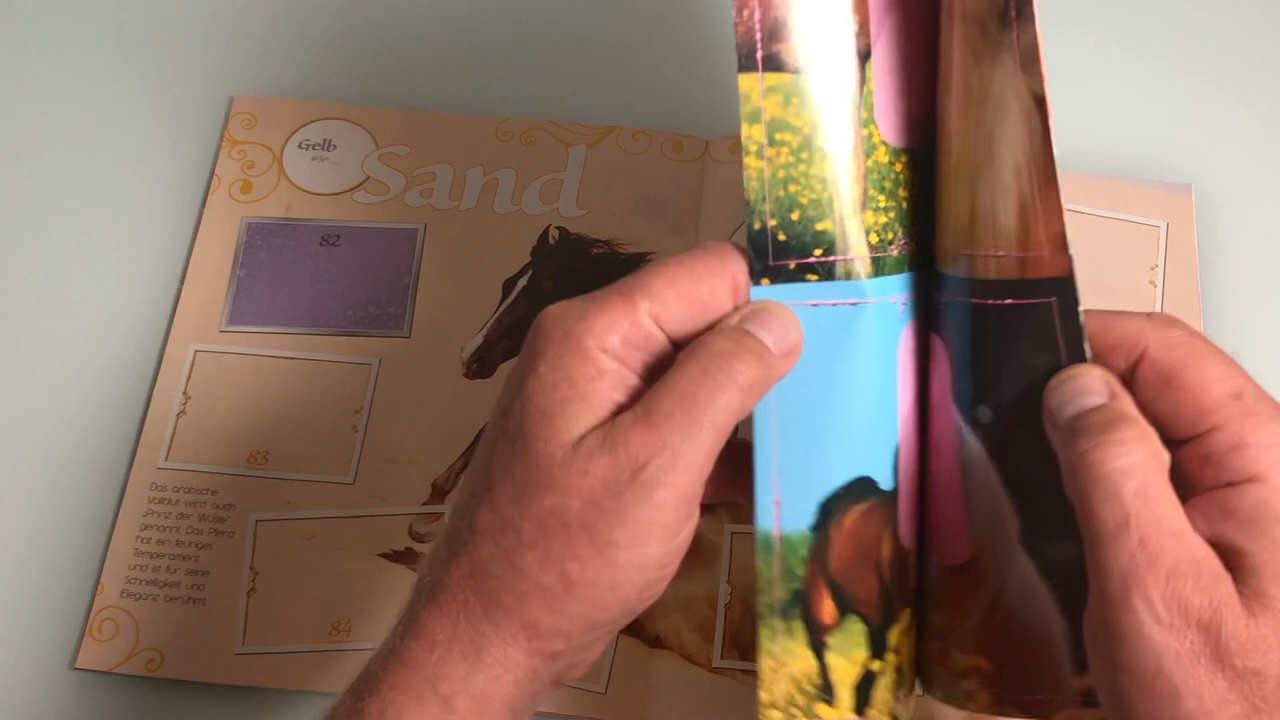 Gelb
wie...
Sand
82
83
Das arabische
Vollblut wird auch
„Prinz der Wüste"
genannt. Das Pferd
hat ein feuriges
Temperament
und ist für seine
Schnelligkeit und
Eleganz berühmt.
84